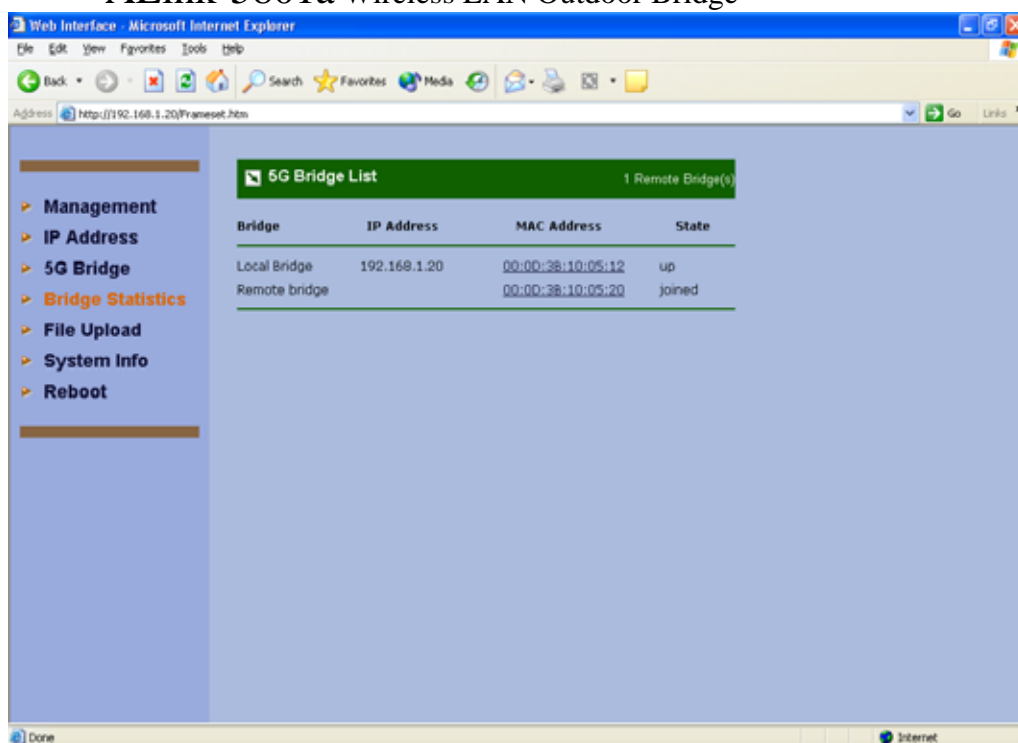 Wireless LAN Outdoor Bridge
Web Interface - Microsoft Internet Explorer
File Edit View Favorites Tools Help
Back Search Favorites Media
Address http://192.168.1.20/Frameset.htm Go Links
5G Bridge List 1 Remote Bridge(s)
Management
IP Address
5G Bridge
Bridge Statistics
File Upload
System Info
Reboot
Bridge IP Address MAC Address State
Local Bridge 192.168.1.20 00:0D:3B:10:05:12 up
Remote bridge 00:0D:3B:10:05:20 joined
Done Internet